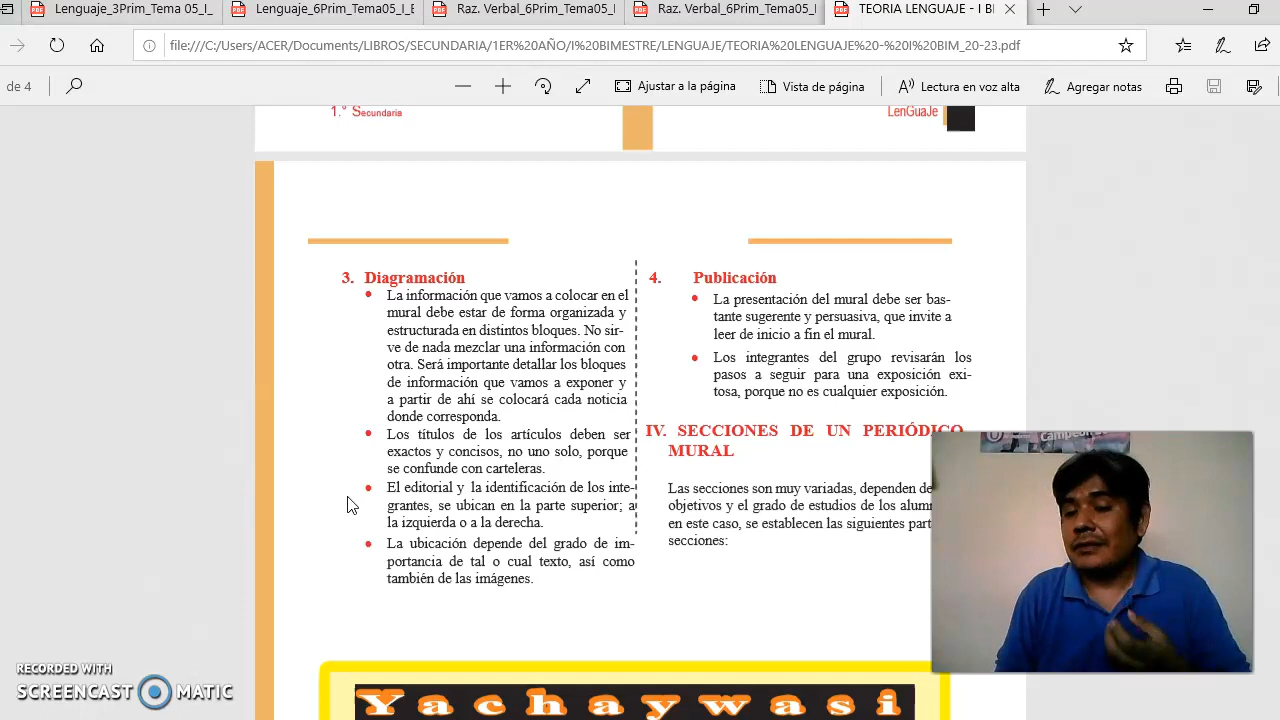 Lenguaje_3Prim_Tema 05_I_
Lenguaje_6Prim_Tema05_I_E
Raz. Verbal_6Prim_Tema05_I
Raz. Verbal_6Prim_Tema05_I
TEORIA LENGUAJE - I BI
file:///C:/Users/ACER/Documents/LIBROS/SECUNDARIA/1ER%20AÑO/I%20BIMESTRE/LENGUAJE/TEORIA%20LENGUAJE%20-%20I%20BIM_20-23.pdf
de 4
Ajustar a la página
Vista de página
Lectura en voz alta
Agregar notas
1.° Secundaria
LenGuaJe
3. Diagramación
La información que vamos a colocar en el
mural debe estar de forma organizada y
estructurada en distintos bloques. No sir-
ve de nada mezclar una información con
otra. Será importante detallar los bloques
de información que vamos a exponer y
a partir de ahí se colocará cada noticia
donde corresponda.
Los títulos de los artículos deben ser
exactos y concisos, no uno solo, porque
se confunde con carteleras.
El editorial y la identificación de los inte-
grantes, se ubican en la parte superior; a
la izquierda o a la derecha.
La ubicación depende del grado de im-
portancia de tal o cual texto, así como
también de las imágenes.
4. Publicación
La presentación del mural debe ser bas-
tante sugerente y persuasiva, que invite a
leer de inicio a fin el mural.
Los integrantes del grupo revisarán los
pasos a seguir para una exposición exi-
tosa, porque no es cualquier exposición.
IV. SECCIONES DE UN PERIÓDICO
MURAL
Las secciones son muy variadas, dependen de
objetivos y el grado de estudios de los alum
en este caso, se establecen las siguientes part
secciones:
Yachaywasi
RECORDED WITH
SCREENCAST MATIC